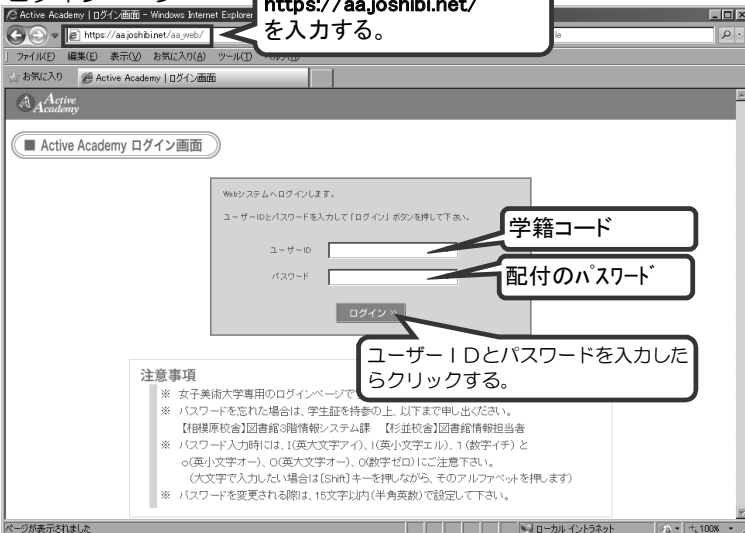 https://aa.joshibi.net/
を入力する。
Active Academy | ログイン画面 - Windows Internet Explorer
https://aa.joshibi.net/aa_web/
ファイル(F) 編集(E) 表示(V) お気に入り(A) ツール(T)
お気に入り Active Academy | ログイン画面
Active Academy
■ Active Academy ログイン画面
Webシステムへログインします。
ユーザーIDとパスワードを入力して「ログイン」ボタンを押して下さい。
ユーザーID
学籍コード
パスワード
配付のパスワード
ログイン »
ユーザーIDとパスワードを入力した
らクリックする。
注意事項
※ 女子美術大学専用のログインページで
※ パスワードを忘れた場合は、学生証を持参の上、以下まで申し出ください。
【相模原校舎】図書館3階情報システム課 【杉並校舎】図書館情報担当者
※ パスワード入力時には、I(英大文字アイ)、l(英小文字エル)、1(数字イチ) と
o(英小文字オー)、O(英大文字オー)、0(数字ゼロ)にご注意下さい。
(大文字で入力したい場合は[Shift]キーを押しながら、そのアルファベットを押します)
※ パスワードを変更される際は、15文字以内(半角英数)で設定して下さい。
ページが表示されました
ローカル イントラネット
100%